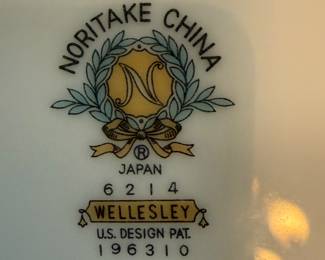 NORITAKE CHINA
N
®
JAPAN
6214
WELLESLEY
U.S. DESIGN PAT.
196310